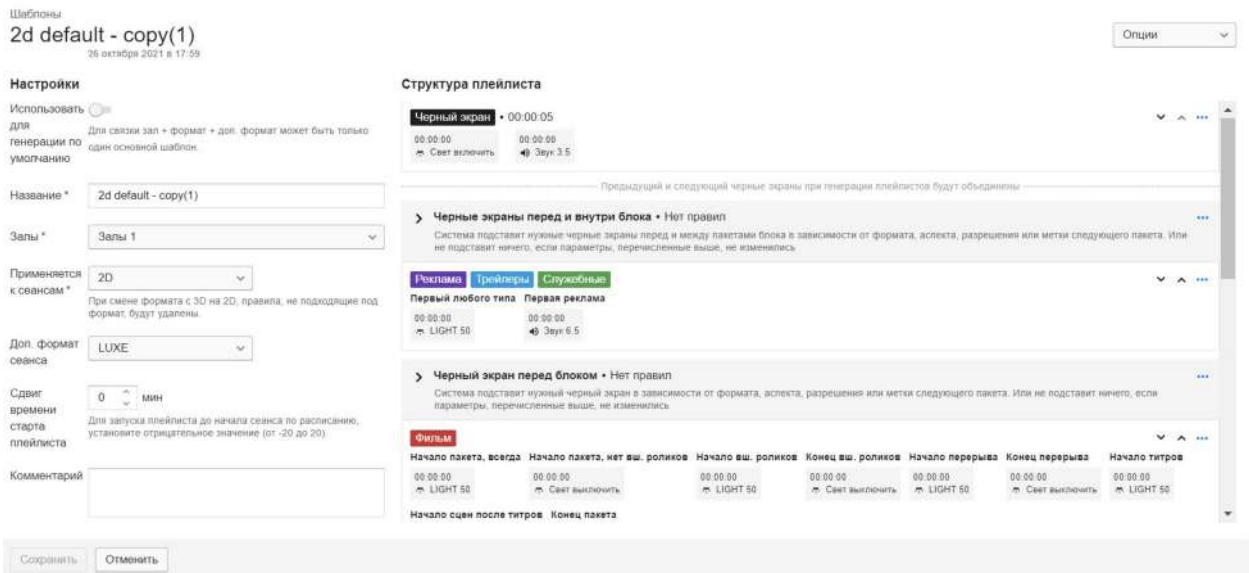 Шаблоны
2d default - copy(1)
26 октября 2021 в 17:59
Опции
Настройки
Использовать
для
генерации по
умолчанию
Для связки зал + формат + доп. формат может быть только
один основной шаблон.
Название *
2d default - copy(1)
Залы *
Залы 1
Применяется
к сеансам *
2D
При смене формата с 3D на 2D, правила, не подходящие под
формат, будут удалены.
Доп. формат
сеанса
LUXE
Сдвиг
времени
старта
плейлиста
0 мин
Для запуска плейлиста до начала сеанса по расписанию,
установите отрицательное значение (от -20 до 20).
Комментарий
Структура плейлиста
Черный экран • 00:00:05
00:00:00 00:00:00
Свет включить Звук 3.5
Предыдущий и следующий черные экраны при генерации плейлистов будут объединены
Черные экраны перед и внутри блока • Нет правил
Система подставит нужные черные экраны перед и между пакетами блока в зависимости от формата, аспекта, разрешения или метки следующего пакета. Или
не подставит ничего, если параметры, перечисленные выше, не изменились
Реклама Трейлеры Служебные
Первый любого типа Первая реклама
00:00:00 00:00:00
LIGHT 50 Звук 6.5
Черный экран перед блоком • Нет правил
Система подставит нужный черный экран в зависимости от формата, аспекта, разрешения или метки следующего пакета. Или не подставит ничего, если
параметры, перечисленные выше, не изменились
Фильм
Начало пакета, всегда Начало пакета, нет вш. роликов Начало вш. роликов Конец вш. роликов Начало перерыва Конец перерыва Начало титров
00:00:00 00:00:00 00:00:00 00:00:00 00:00:00 00:00:00 00:00:00
LIGHT 50 Свет выключить LIGHT 50 Свет выключить LIGHT 50 Свет выключить LIGHT 50
Начало сцен после титров Конец пакета
Сохранить Отменить